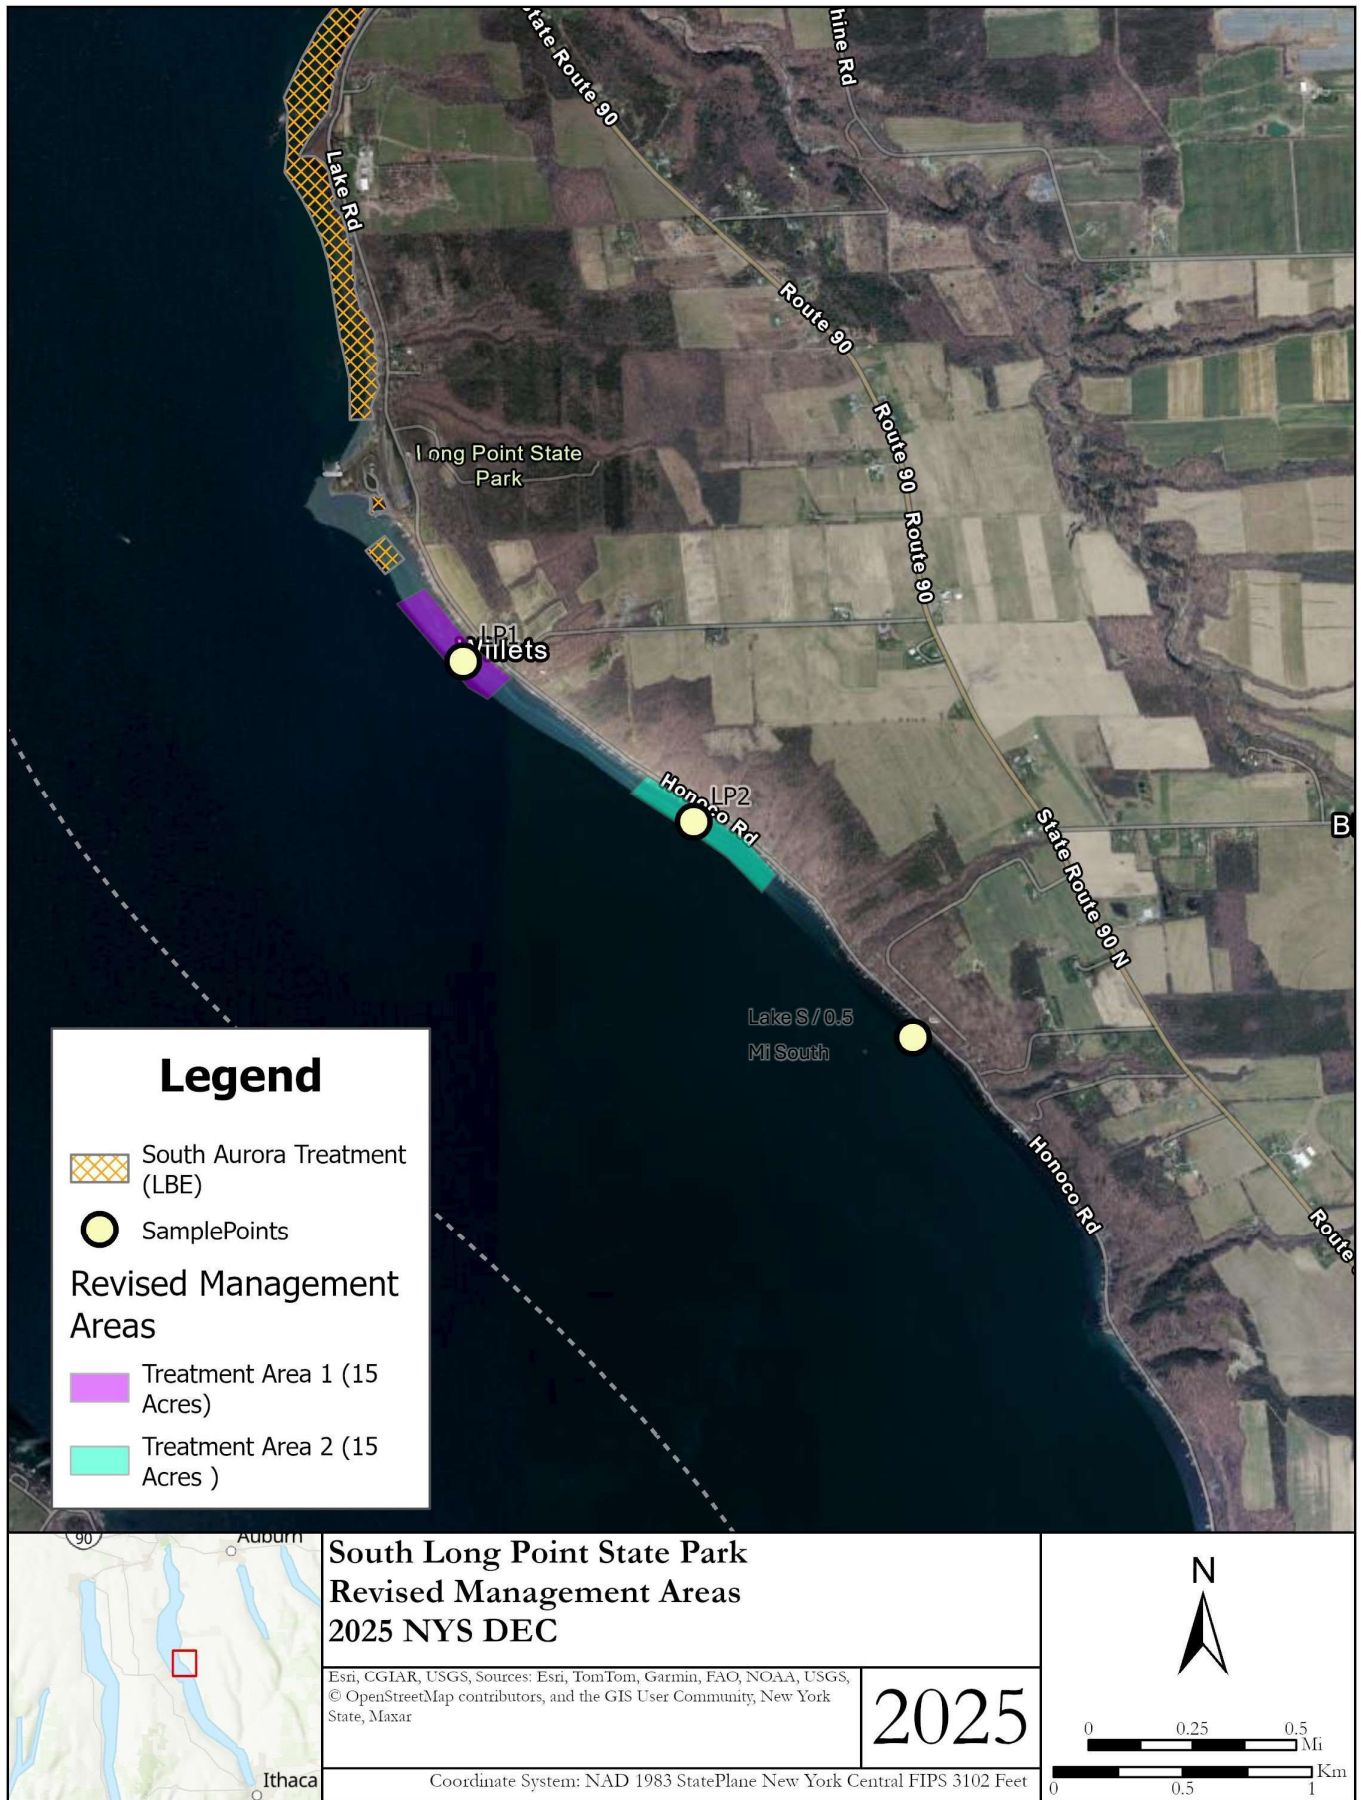 State Route 90
hine Rd
Lake Rd
Route 90
Route 90
Route 90
Long Point State
Park
LP1
Willets
Honoco Rd
LP2
State Route 90 N
B
Lake S / 0.5
Mi South
Honoco Rd
Route
Legend
South Aurora Treatment
(LBE)
SamplePoints
Revised Management
Areas
Treatment Area 1 (15
Acres)
Treatment Area 2 (15
Acres )
90
Auburn
Ithaca
South Long Point State Park
Revised Management Areas
2025 NYS DEC
Esri, CGIAR, USGS, Sources: Esri, TomTom, Garmin, FAO, NOAA, USGS,
© OpenStreetMap contributors, and the GIS User Community, New York
State, Maxar
2025
Coordinate System: NAD 1983 StatePlane New York Central FIPS 3102 Feet
N
0 0.25 0.5
Mi
Km
0 0.5 1